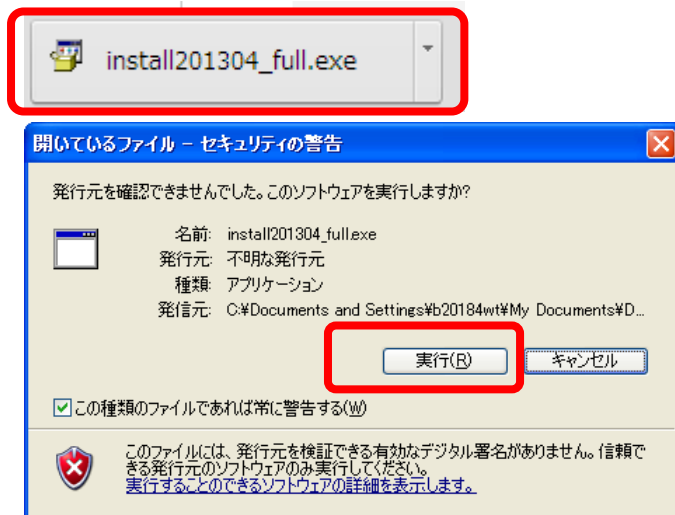 install201304_full.exe
開いているファイル - セキュリティの警告
発行元を確認できませんでした。このソフトウェアを実行しますか?
名前: install201304_full.exe
発行元: 不明な発行元
種類: アプリケーション
発信元: C:¥Documents and Settings¥b20184wt¥My Documents¥D...
実行(R) キャンセル
この種類のファイルであれば常に警告する(W)
このファイルには、発行元を検証できる有効なデジタル署名がありません。信頼で
きる発行元のソフトウェアのみ実行してください。
実行することのできるソフトウェアの詳細を表示します。